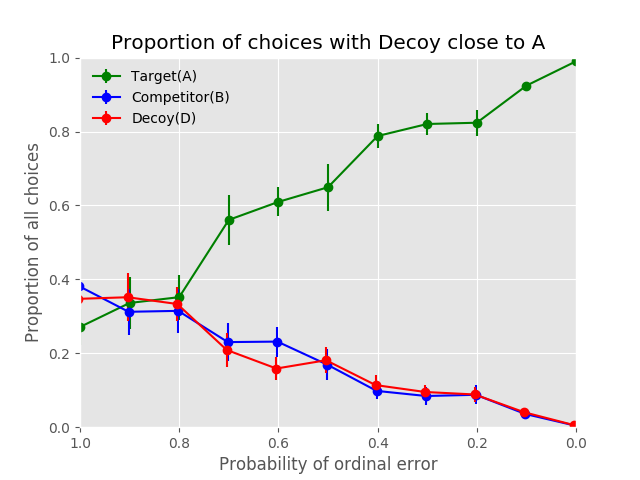 Proportion of choices with Decoy close to A
Proportion of all choices
1.0
0.8
0.6
0.4
0.2
0.0
Target(A)
Competitor(B)
Decoy(D)
1.0 0.8 0.6 0.4 0.2 0.0
Probability of ordinal error